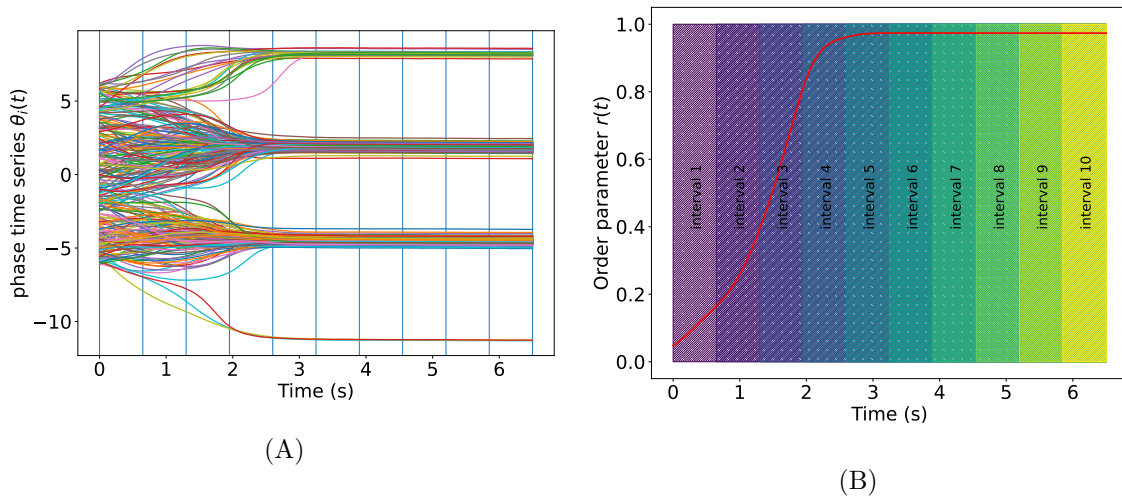 phase time series θᵢ(t)
5
0
−5
−10
0 1 2 3 4 5 6
Time (s)
(A)
Order parameter r(t)
1.0
0.8
0.6
0.4
0.2
0.0
interval 1
interval 2
interval 3
interval 4
interval 5
interval 6
interval 7
interval 8
interval 9
interval 10
0 1 2 3 4 5 6
Time (s)
(B)